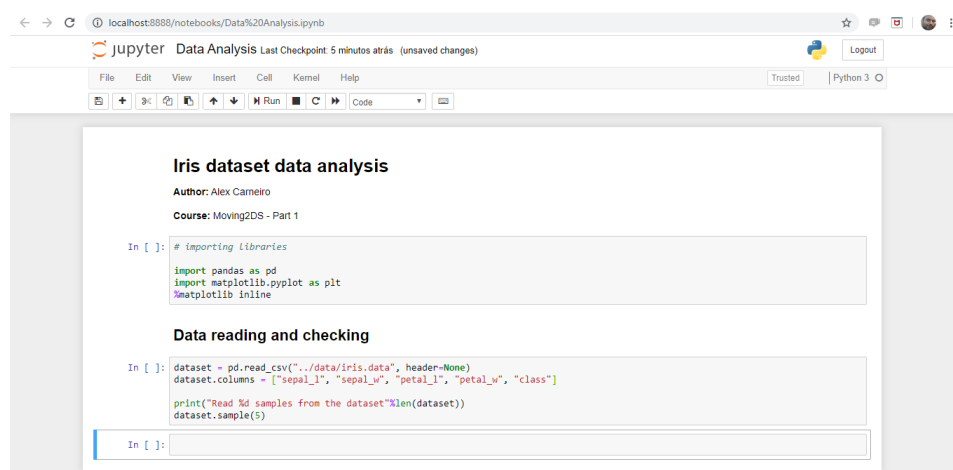 localhost:8888/notebooks/Data%20Analysis.ipynb
jupyter Data Analysis Last Checkpoint: 5 minutos atrás (unsaved changes)
Logout
File Edit View Insert Cell Kernel Help
Trusted
Python 3
Run
Code
Iris dataset data analysis
Author: Alex Carneiro
Course: Moving2DS - Part 1
In [ ]: # importing libraries
import pandas as pd
import matplotlib.pyplot as plt
%matplotlib inline
Data reading and checking
In [ ]: dataset = pd.read_csv("../data/iris.data", header=None)
dataset.columns = ["sepal_l", "sepal_w", "petal_l", "petal_w", "class"]
print("Read %d samples from the dataset"%len(dataset))
dataset.sample(5)
In [ ]: